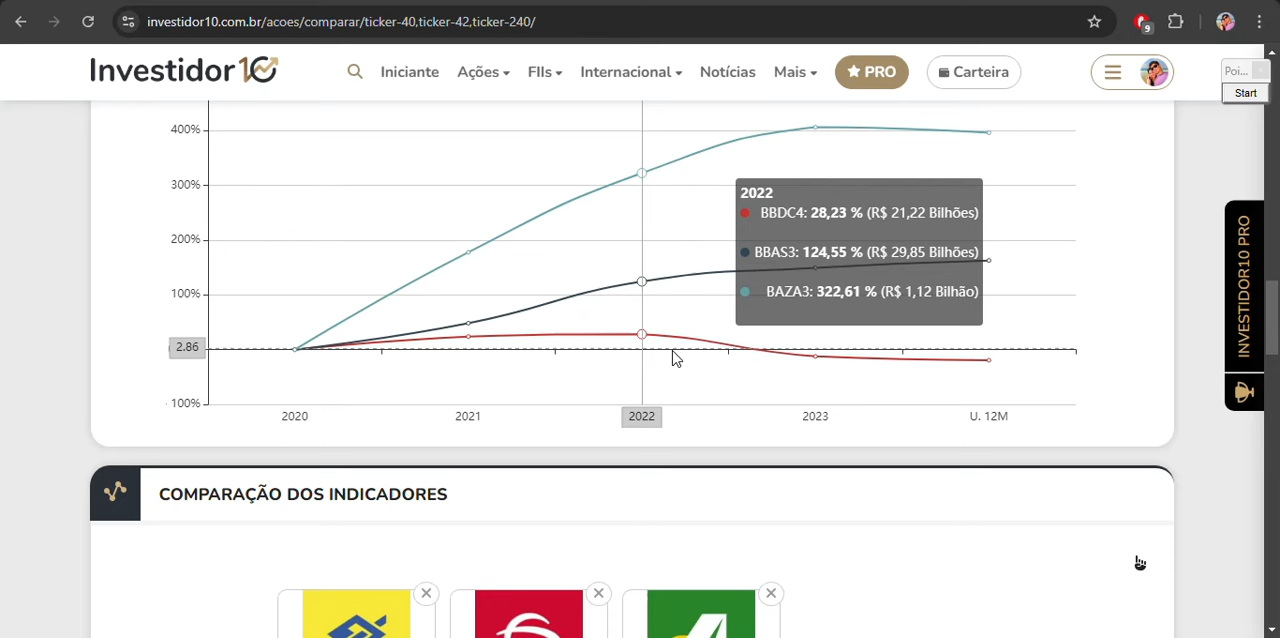 investidor10.com.br/acoes/comparar/ticker-40,ticker-42,ticker-240/
9
Investidor10
Iniciante
Ações
FIIs
Internacional
Notícias
Mais
PRO
Carteira
Poi...
Start
400%
300%
200%
100%
2.86
100%
2020
2021
2022
2023
U. 12M
2022
BBDC4: 28,23 % (R$ 21,22 Bilhões)
BBAS3: 124,55 % (R$ 29,85 Bilhões)
BAZA3: 322,61 % (R$ 1,12 Bilhão)
INVESTIDOR10 PRO
COMPARAÇÃO DOS INDICADORES